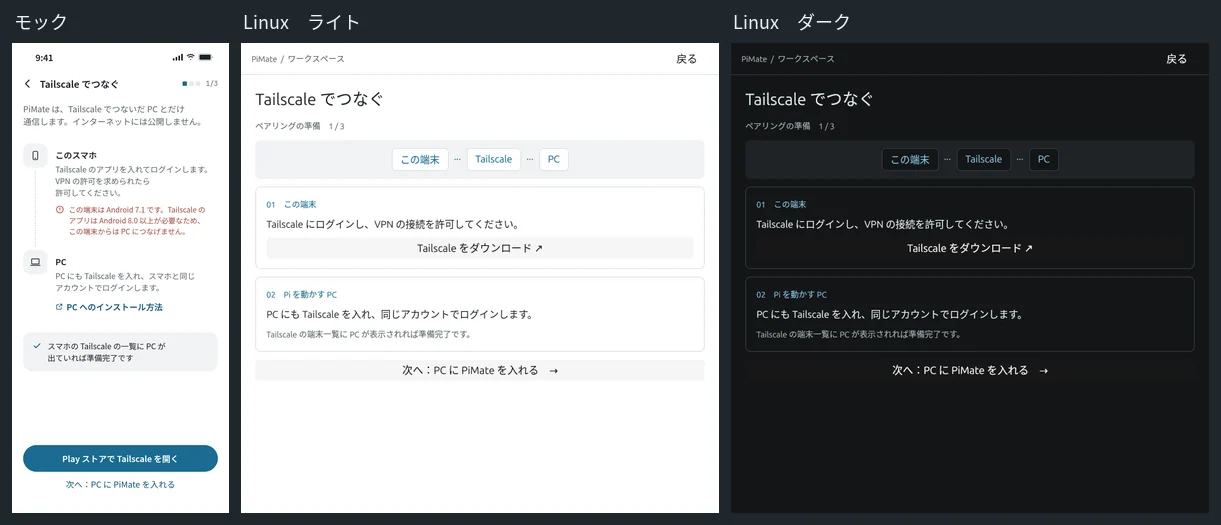 モック
9:41
Tailscale でつなぐ
1/3
PiMate は、Tailscale でつないだ PC とだけ
通信します。インターネットには公開しません。
このスマホ
Tailscale のアプリを入れてログインします。
VPN の許可を求められたら
許可してください。
この端末は Android 7.1 です。Tailscale の
アプリは Android 8.0 以上が必要なため、
この端末からは PC につなげません。
PC
PC にも Tailscale を入れ、スマホと同じ
アカウントでログインします。
PC へのインストール方法
スマホの Tailscale の一覧に PC が
出ていれば準備完了です
Play ストアで Tailscale を開く
次へ：PC に PiMate を入れる
Linux　ライト
PiMate / ワークスペース
戻る
Tailscale でつなぐ
ペアリングの準備　1 / 3
この端末 ··· Tailscale ··· PC
01　この端末
Tailscale にログインし、VPN の接続を許可してください。
Tailscale をダウンロード ↗
02　Pi を動かす PC
PC にも Tailscale を入れ、同じアカウントでログインします。
Tailscale の端末一覧に PC が表示されれば準備完了です。
次へ：PC に PiMate を入れる　→
Linux　ダーク
PiMate / ワークスペース
戻る
Tailscale でつなぐ
ペアリングの準備　1 / 3
この端末 ··· Tailscale ··· PC
01　この端末
Tailscale にログインし、VPN の接続を許可してください。
Tailscale をダウンロード ↗
02　Pi を動かす PC
PC にも Tailscale を入れ、同じアカウントでログインします。
Tailscale の端末一覧に PC が表示されれば準備完了です。
次へ：PC に PiMate を入れる　→